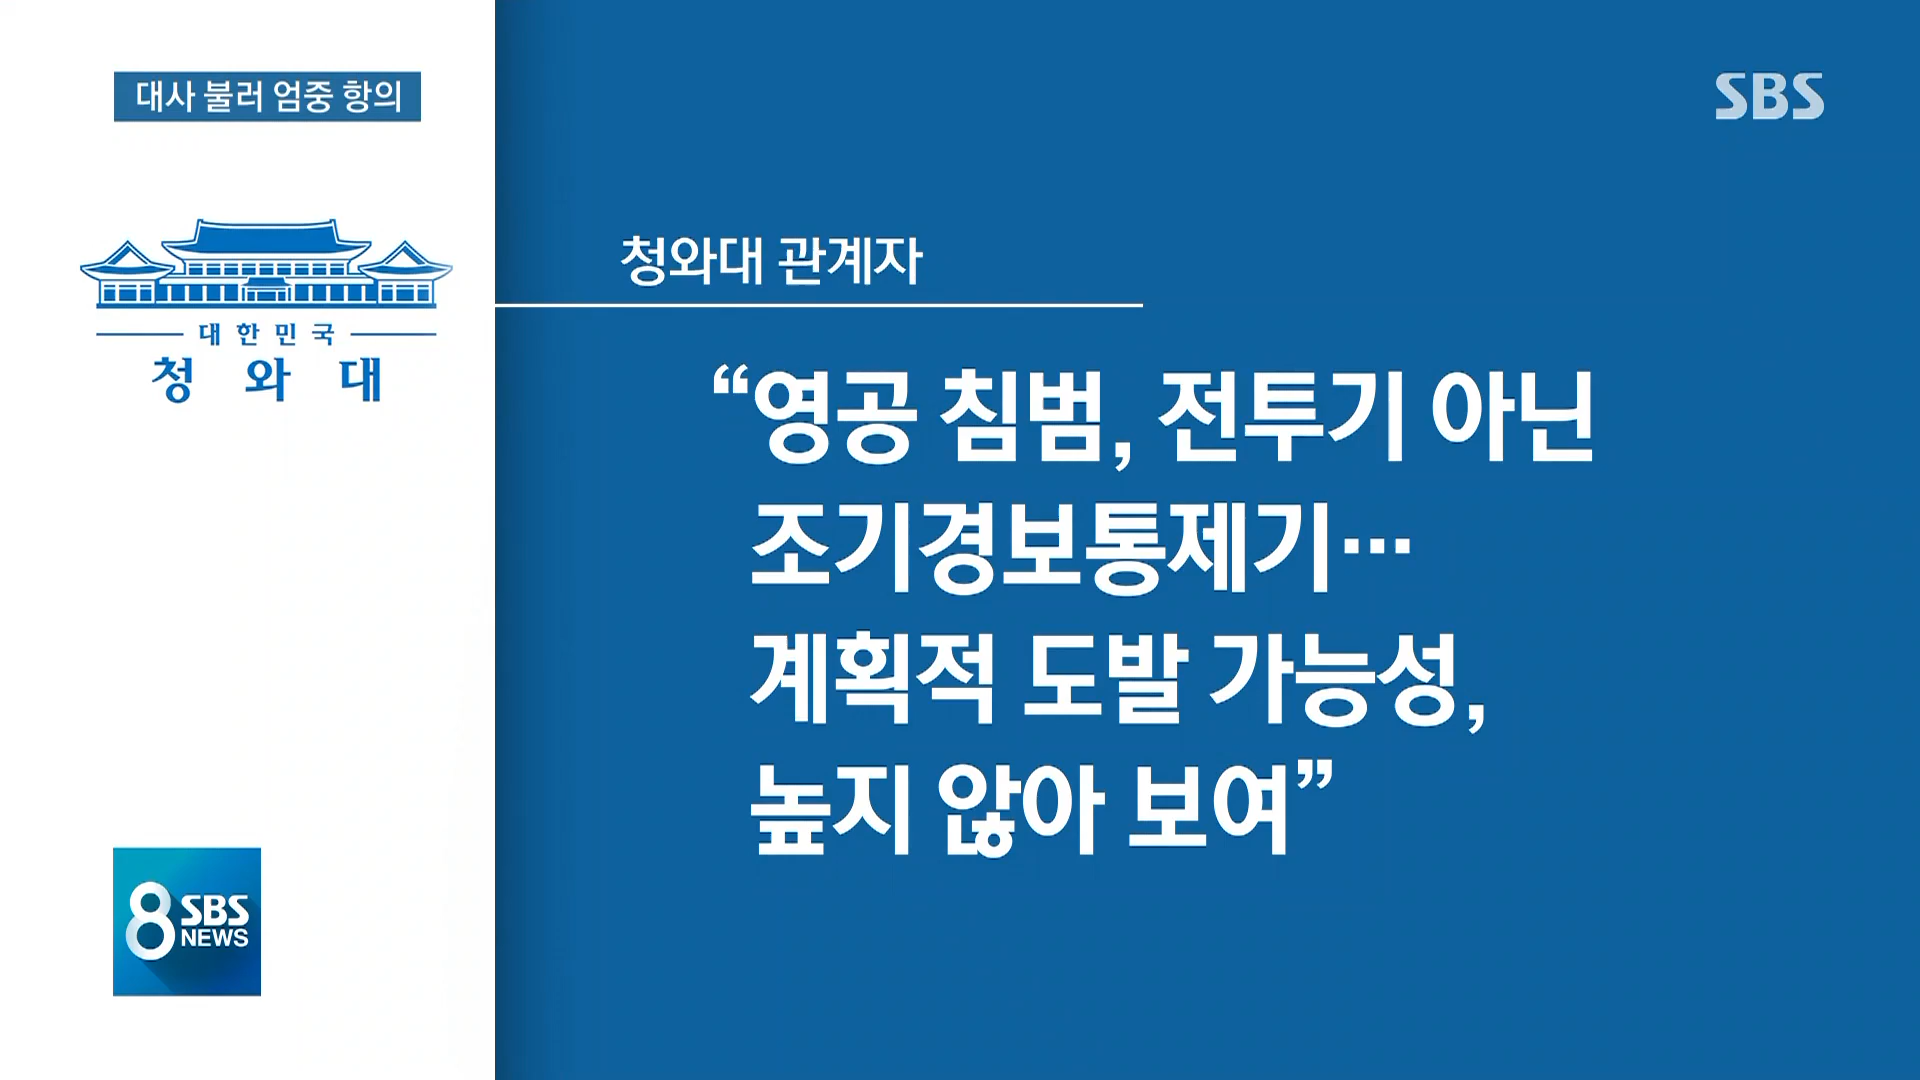 대사 불러 엄중 항의
SBS
대한민국
청와대
청와대 관계자
“영공 침범, 전투기 아닌
조기경보통제기…
계획적 도발 가능성,
높지 않아 보여”
8 SBS
NEWS